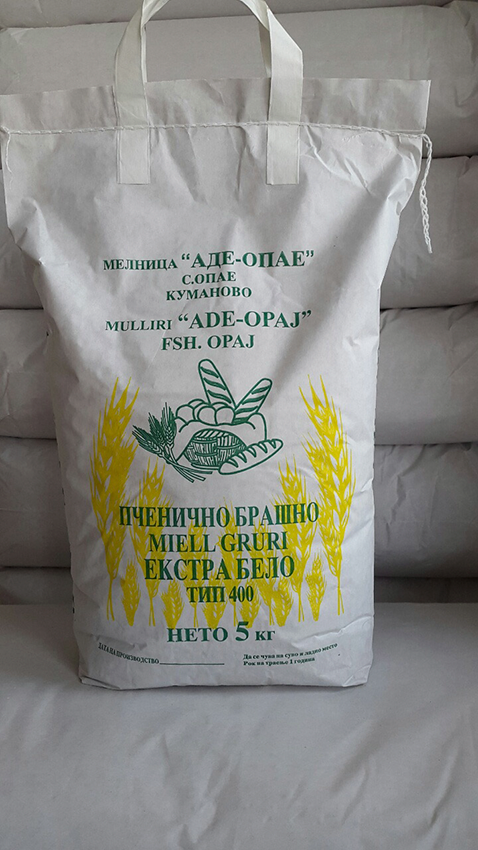 МЕЛНИЦА “АДЕ-ОПАЕ”
С.ОПАЕ
КУМАНОВО
MULLIRI “ADE-OPAJ”
FSH. OPAJ
ПЧЕНИЧНО БРАШНО
MIELL GRURI
ЕКСТРА БЕЛО
ТИП 400
НЕТО 5 КГ
ДАТА НА ПРОИЗВОДСТВО
Да се чува на суво и ладно место
Рок на траење 1 година